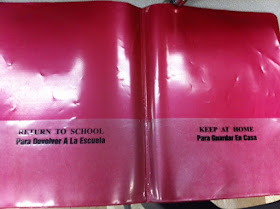 RETURN TO SCHOOL
Para Devolver A La Escuela
KEEP AT HOME
Para Guardar En Casa